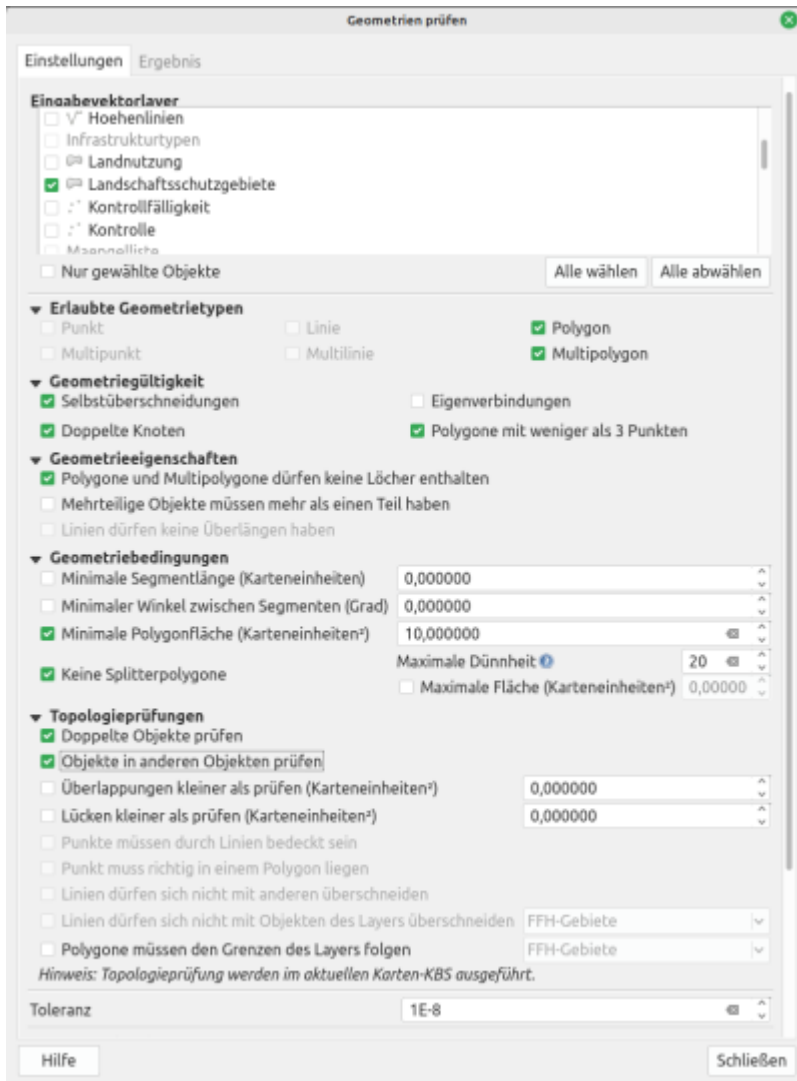 Geometrien prüfen
Einstellungen Ergebnis
Eingabevektorlayer
Hoehenlinien
Infrastrukturtypen
Landnutzung
Landschaftsschutzgebiete
Kontrollfälligkeit
Kontrolle
Maengelliste
Nur gewählte Objekte Alle wählen Alle abwählen
Erlaubte Geometrietypen
Punkt Linie Polygon
Multipunkt Multilinie Multipolygon
Geometriegültigkeit
Selbstüberschneidungen Eigenverbindungen
Doppelte Knoten Polygone mit weniger als 3 Punkten
Geometrieeigenschaften
Polygone und Multipolygone dürfen keine Löcher enthalten
Mehrteilige Objekte müssen mehr als einen Teil haben
Linien dürfen keine Überlängen haben
Geometriebedingungen
Minimale Segmentlänge (Karteneinheiten) 0,000000
Minimaler Winkel zwischen Segmenten (Grad) 0,000000
Minimale Polygonfläche (Karteneinheiten²) 10,000000
Keine Splitterpolygone Maximale Dünnheit 20
Maximale Fläche (Karteneinheiten²) 0,00000
Topologieprüfungen
Doppelte Objekte prüfen
Objekte in anderen Objekten prüfen
Überlappungen kleiner als prüfen (Karteneinheiten²) 0,000000
Lücken kleiner als prüfen (Karteneinheiten²) 0,000000
Punkte müssen durch Linien bedeckt sein
Punkt muss richtig in einem Polygon liegen
Linien dürfen sich nicht mit anderen überschneiden
Linien dürfen sich nicht mit Objekten des Layers überschneiden FFH-Gebiete
Polygone müssen den Grenzen des Layers folgen FFH-Gebiete
Hinweis: Topologieprüfung werden im aktuellen Karten-KBS ausgeführt.
Toleranz 1E-8
Hilfe Schließen